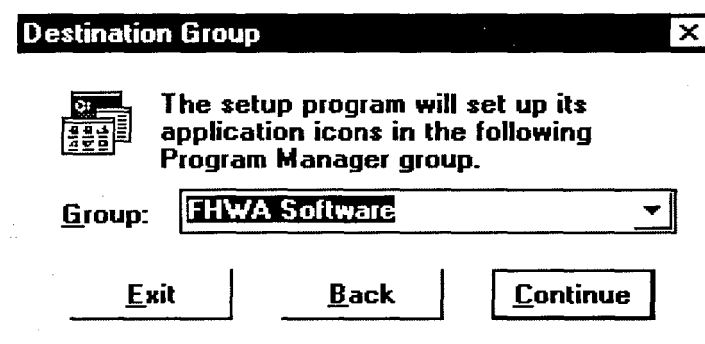 Destination Group
The setup program will set up its
application icons in the following
Program Manager group.
Group: FHWA Software
Exit Back Continue